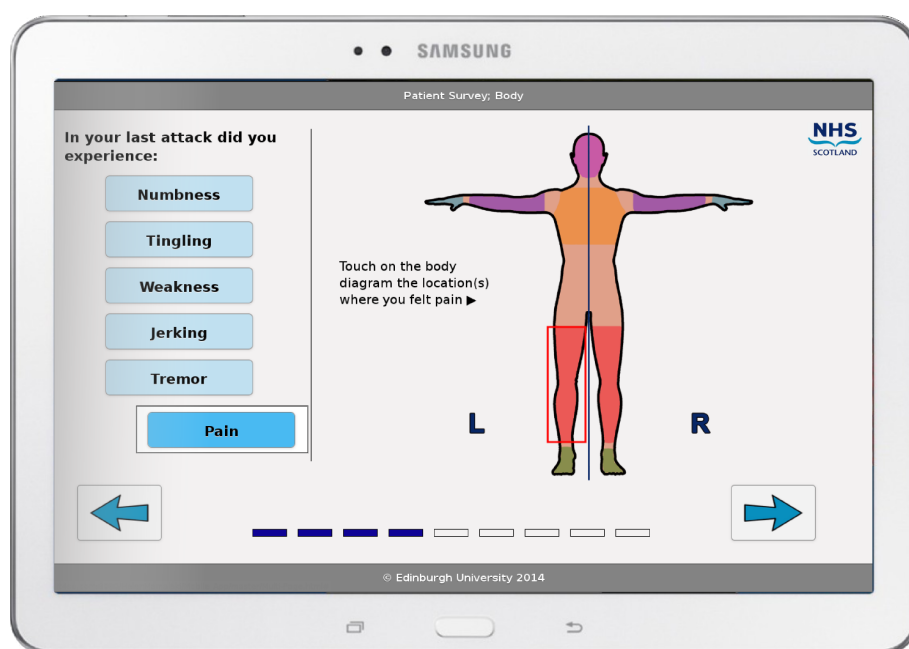 SAMSUNG
Patient Survey; Body
In your last attack did you
experience:
Numbness
Tingling
Weakness
Jerking
Tremor
Pain
Touch on the body
diagram the location(s)
where you felt pain ▶
L
R
NHS
SCOTLAND
© Edinburgh University 2014